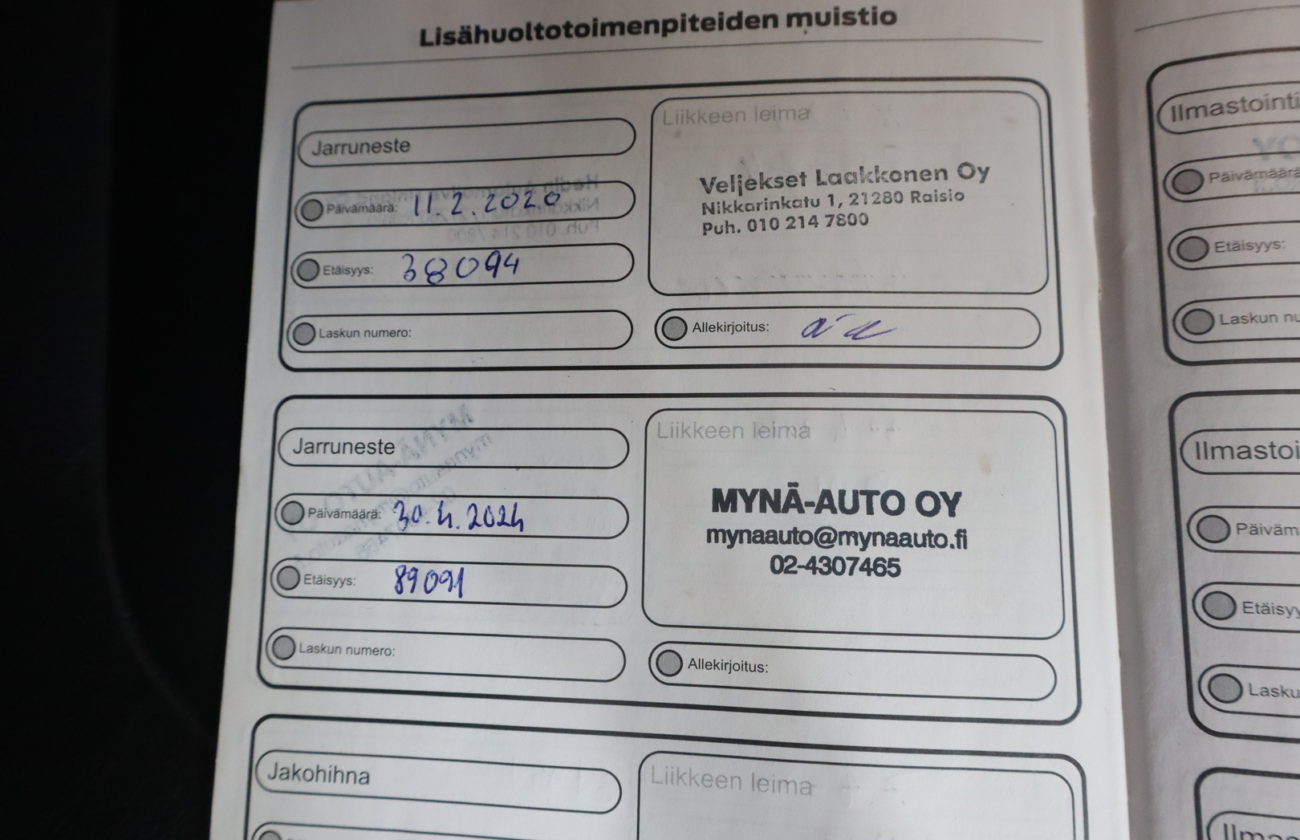 Lisähuoltotoimenpiteiden muistio
Jarruneste
Päivämäärä: 11.2.2020
Etäisyys: 38094
Laskun numero:
Liikkeen leima
Veljekset Laakkonen Oy
Nikkarinkatu 1, 21280 Raisio
Puh. 010 214 7800
Allekirjoitus:
Jarruneste
Päivämäärä: 30.4.2024
Etäisyys: 89091
Laskun numero:
Liikkeen leima
MYNÄ-AUTO OY
mynaauto@mynaauto.fi
02-4307465
Allekirjoitus:
Jakohihna
Liikkeen leima
Ilmastointi
Päivämäärä
Etäisyys:
Laskun nu
Ilmastoi
Päiväm
Etäisyy
Lasku
Ilmas